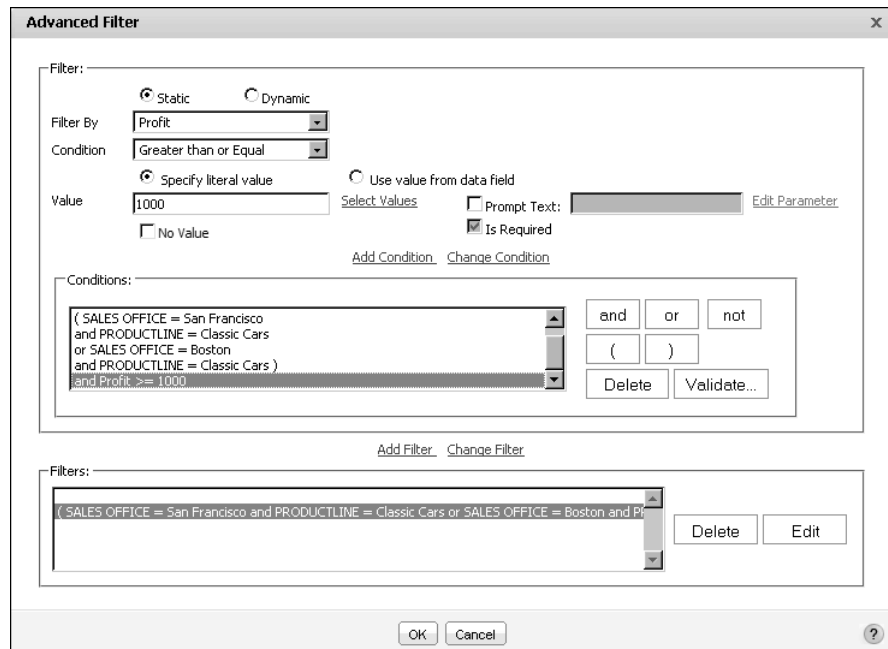 Advanced Filter x
Filter:
Static Dynamic
Filter By Profit
Condition Greater than or Equal
Specify literal value Use value from data field
Value 1000 Select Values Prompt Text: Edit Parameter
No Value Is Required
Add Condition Change Condition
Conditions:
( SALES OFFICE = San Francisco
and PRODUCTLINE = Classic Cars
or SALES OFFICE = Boston
and PRODUCTLINE = Classic Cars )
and Profit >= 1000
and or not
( )
Delete Validate...
Add Filter Change Filter
Filters:
( SALES OFFICE = San Francisco and PRODUCTLINE = Classic Cars or SALES OFFICE = Boston and
Delete Edit
OK Cancel ?